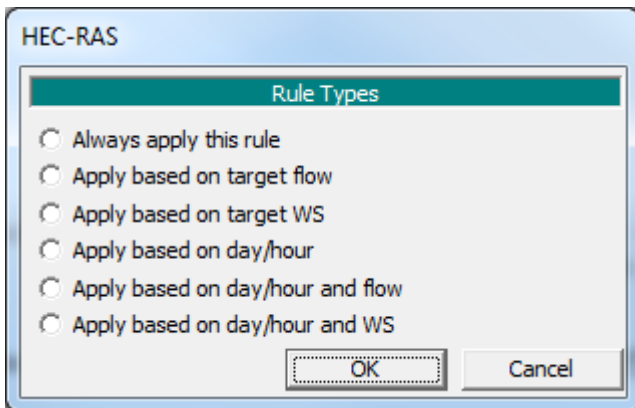 HEC-RAS
Rule Types
Always apply this rule
Apply based on target flow
Apply based on target WS
Apply based on day/hour
Apply based on day/hour and flow
Apply based on day/hour and WS
OK Cancel